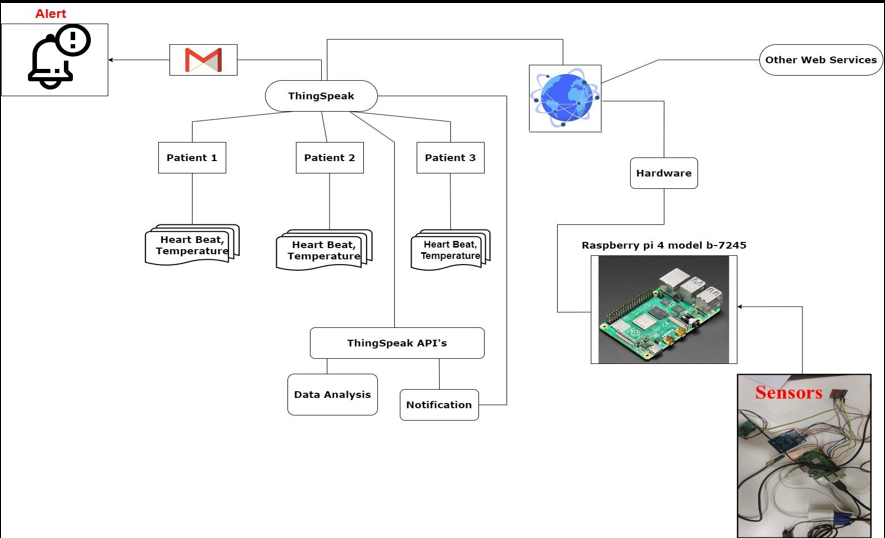 Alert
Other Web Services
ThingSpeak
Patient 1
Patient 2
Patient 3
Hardware
Heart Beat,
Temperature
Heart Beat,
Temperature
Heart Beat,
Temperature
Raspberry pi 4 model b-7245
ThingSpeak API's
Data Analysis
Notification
Sensors